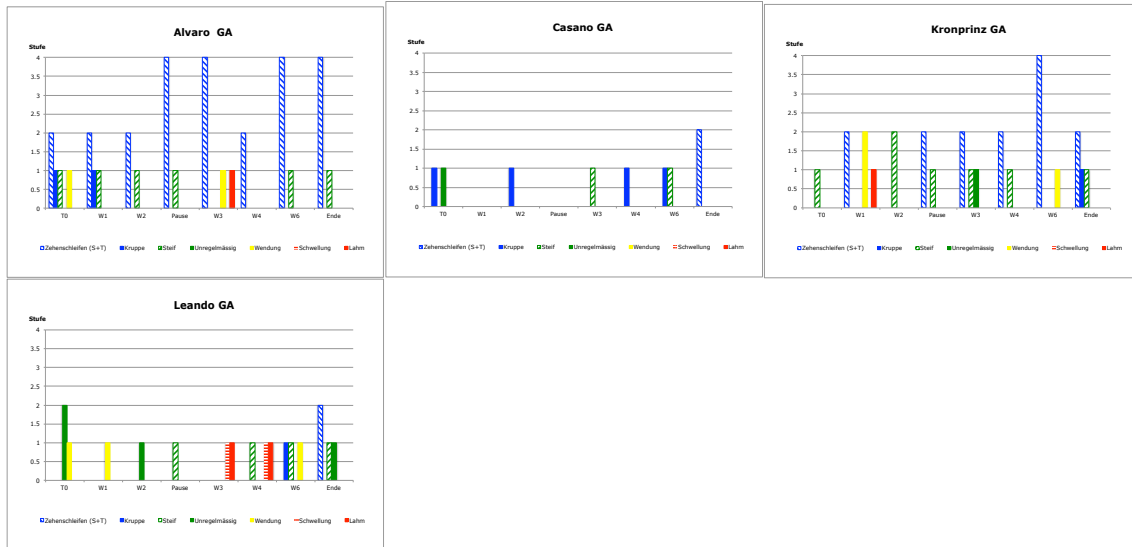 Alvaro GA
Stufe
4
3.5
3
2.5
2
1.5
1
0.5
0
T0 W1 W2 Pause W3 W4 W6 Ende
Zehenschleifen (S+T) Kruppe Steif Unregelmässig Wendung Schwellung Lahm
Casano GA
Stufe
4
3.5
3
2.5
2
1.5
1
0.5
0
T0 W1 W2 Pause W3 W4 W6 Ende
Zehenschleifen (S+T) Kruppe Steif Unregelmässig Wendung Schwellung Lahm
Kronprinz GA
Stufe
4
3.5
3
2.5
2
1.5
1
0.5
0
T0 W1 W2 Pause W3 W4 W6 Ende
Zehenschleifen (S+T) Kruppe Steif Unregelmässig Wendung Schwellung Lahm
Leando GA
Stufe
4
3.5
3
2.5
2
1.5
1
0.5
0
T0 W1 W2 Pause W3 W4 W6 Ende
Zehenschleifen (S+T) Kruppe Steif Unregelmässig Wendung Schwellung Lahm